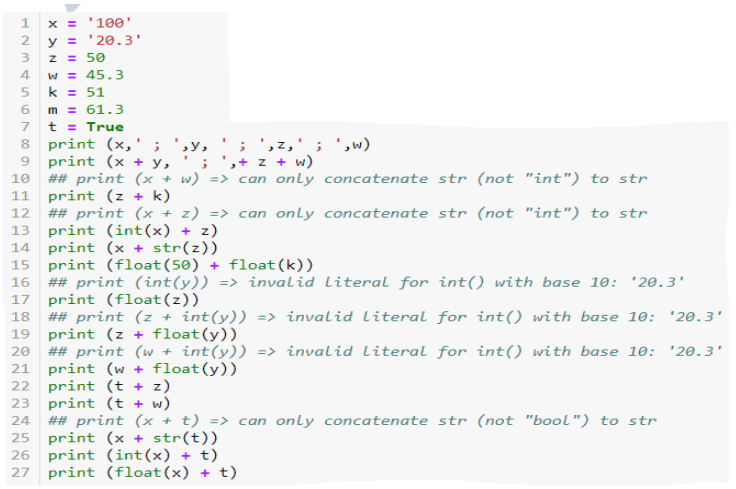 1 x = '100'
2 y = '20.3'
3 z = 50
4 w = 45.3
5 k = 51
6 m = 61.3
7 t = True
8 print (x,' ; ',y, ' ; ',z,' ; ',w)
9 print (x + y, ' ; ',+ z + w)
10 ## print (x + w) => can only concatenate str (not "int") to str
11 print (z + k)
12 ## print (x + z) => can only concatenate str (not "int") to str
13 print (int(x) + z)
14 print (x + str(z))
15 print (float(50) + float(k))
16 ## print (int(y)) => invalid literal for int() with base 10: '20.3'
17 print (float(z))
18 ## print (z + int(y)) => invalid literal for int() with base 10: '20.3'
19 print (z + float(y))
20 ## print (w + int(y)) => invalid literal for int() with base 10: '20.3'
21 print (w + float(y))
22 print (t + z)
23 print (t + w)
24 ## print (x + t) => can only concatenate str (not "bool") to str
25 print (x + str(t))
26 print (int(x) + t)
27 print (float(x) + t)